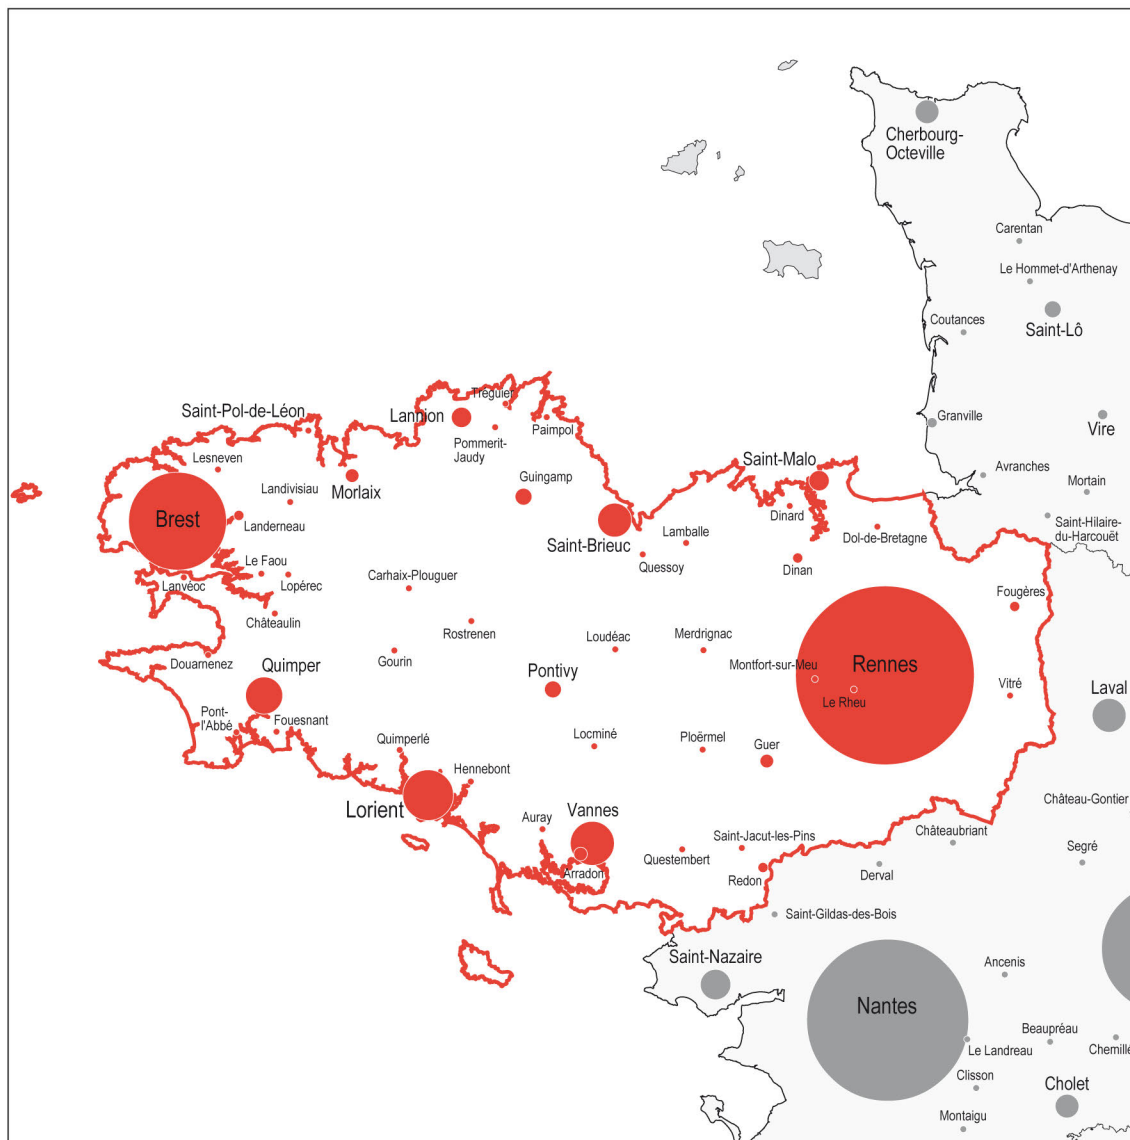 Cherbourg-
Octeville
Carentan
Le Hommet-d'Arthenay
Coutances
Saint-Lô
Tréguier
Saint-Pol-de-Léon
Lannion
Paimpol
Granville
Vire
Pommerit-
Jaudy
Lesneven
Saint-Malo
Avranches
Guingamp
Mortain
Morlaix
Landivisiau
Dinard
Brest
Landerneau
Saint-Brieuc
Lamballe
Dol-de-Bretagne
Saint-Hilaire-
du-Harcouët
Le Faou
Quessoy
Dinan
Lanvéoc
Lopérec
Carhaix-Plouguer
Fougères
Châteaulin
Rostrenen
Loudéac
Merdrignac
Douarnenez
Quimper
Gourin
Pontivy
Montfort-sur-Meu
Rennes
Vitré
Laval
Le Rheu
Pont-
l'Abbé
Fouesnant
Quimperlé
Locminé
Ploërmel
Guer
Hennebont
Château-Gontier
Lorient
Vannes
Auray
Saint-Jacut-les-Pins
Châteaubriant
Segré
Questembert
Arradon
Redon
Derval
Saint-Gildas-des-Bois
Saint-Nazaire
Ancenis
Nantes
Beaupréau
Le Landreau
Chemillé
Clisson
Cholet
Montaigu